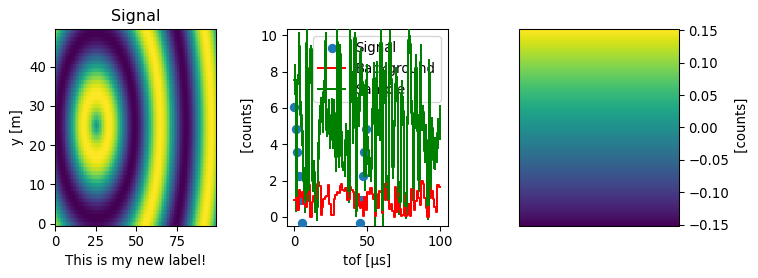 Signal
y [m]
40
30
20
10
0
0 25 50 75
This is my new label!
[counts]
10
8
6
4
2
0
Signal
Background
Sample
0 50 100
tof [µs]
0.15
0.10
0.05
0.00
−0.05
−0.10
−0.15
[counts]